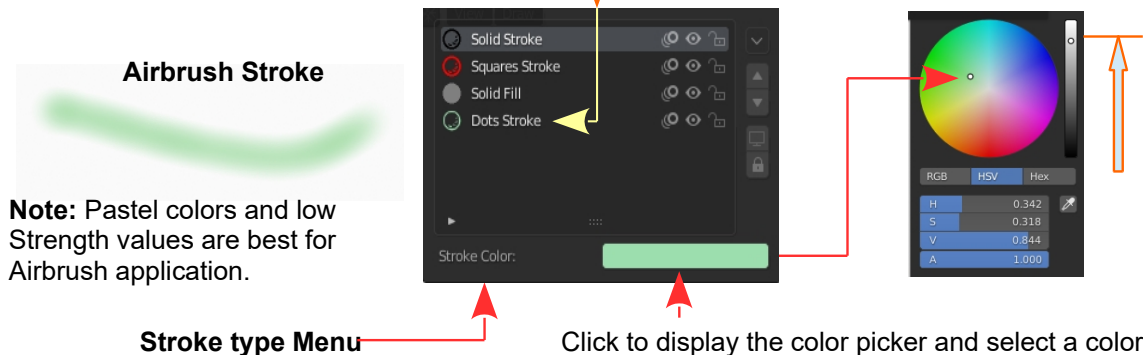 Airbrush Stroke
Note: Pastel colors and low
Strength values are best for
Airbrush application.
Solid Stroke
Squares Stroke
Solid Fill
Dots Stroke
Stroke Color:
RGB HSV Hex
H 0.342
S 0.318
V 0.844
A 1.000
Stroke type Menu
Click to display the color picker and select a color